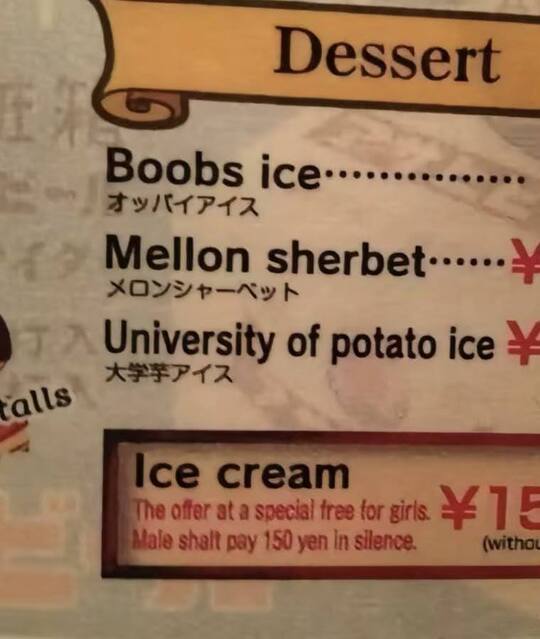 Dessert
Boobs ice……………
オッパイアイス
Mellon sherbet……¥
メロンシャーベット
University of potato ice ¥
大学芋アイス
talls
Ice cream
The offer at a special free for girls.
Male shalt pay 150 yen in silence.
¥15
(withou